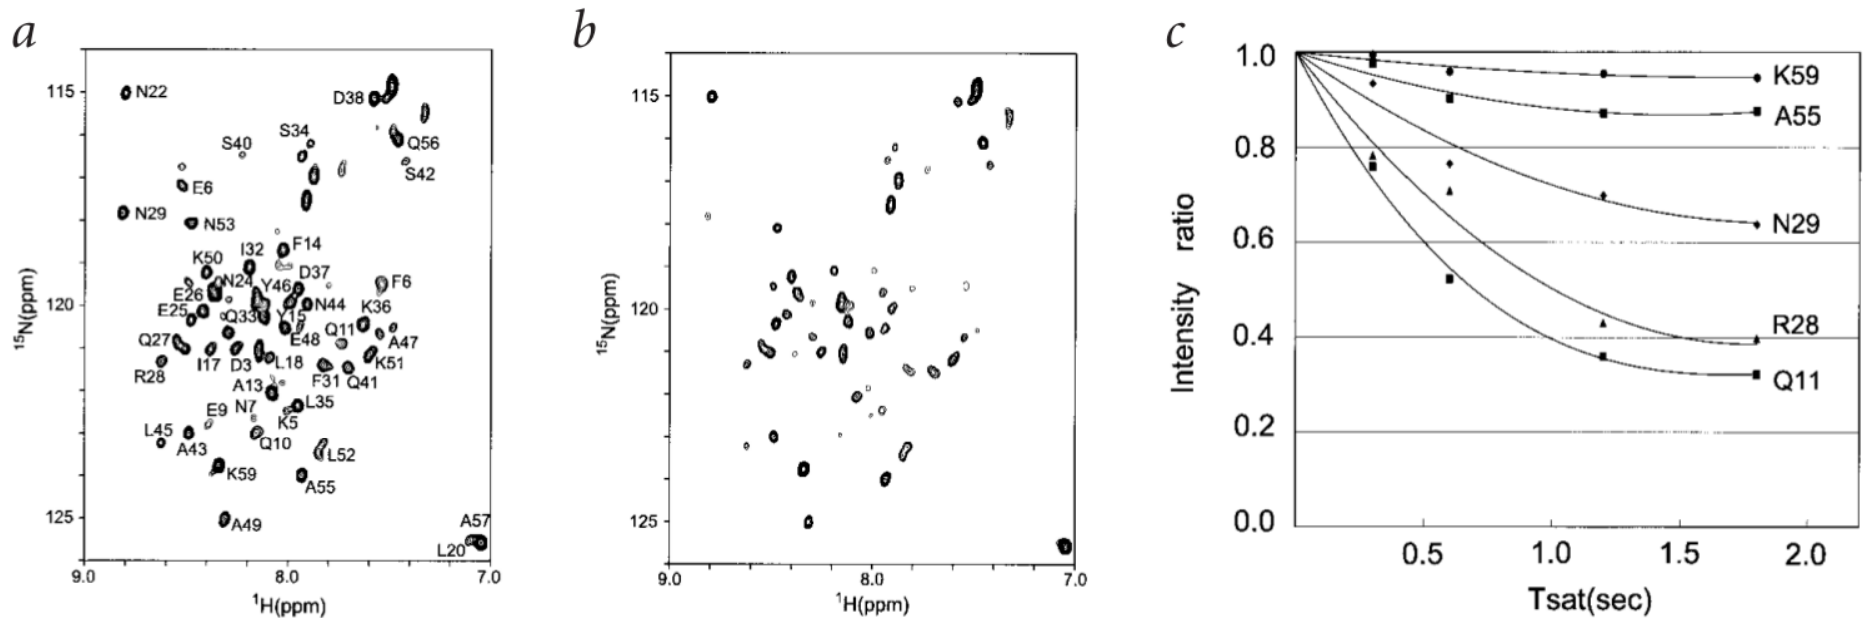 a
115
120
125
15N(ppm)
9.0 8.0 7.0
1H(ppm)
N22
D38
S34
S40
Q56
S42
E6
N29
N53
F14
I32
K50
D37
N24
Y46
F6
E26
N44
K36
E25
Q33
Y15
Q11
E48
A47
Q27
I17
D3
L18
K51
R28
F31
Q41
A13
L35
N7
K5
E9
L45
Q10
A43
L52
K59
A55
A49
A57
L20
b
115
120
125
15N(ppm)
9.0 8.0 7.0
1H(ppm)
c
1.0
0.8
0.6
0.4
0.2
0.0
Intensity ratio
0.5 1.0 1.5 2.0
Tsat(sec)
K59
A55
N29
R28
Q11